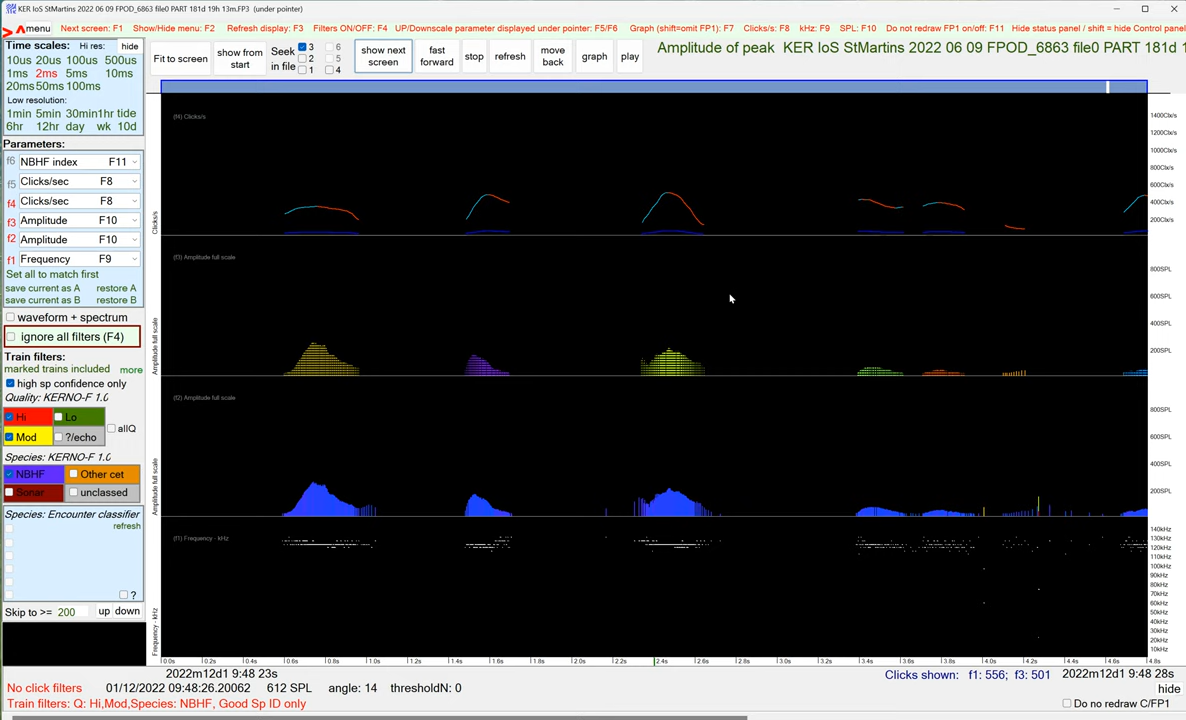 KER IoS StMartins 2022 06 09 FPOD_6863 file0 PART 181d 19h 13m.FP3 (under pointer)
menu Next screen: F1 Show/Hide menu: F2 Refresh display: F3 Filters ON/OFF: F4 UP/Downscale parameter displayed under pointer: F5/F6 Graph (shift=omit FP1): F7 Clicks/s: F8 kHz: F9 SPL: F10 Do not redraw FP1 on/off: F11 Hide status panel / shift = hide Control panel
Time scales: Hi res: hide
10us 20us 100us 500us
1ms 2ms 5ms 10ms
20ms 50ms 100ms
Low resolution:
1min 5min 30min 1hr tide
6hr 12hr day wk 10d
Fit to screen
show from start
Seek in file
3 6
2 5
1 4
show next screen
fast forward
stop
refresh
move back
graph
play
Amplitude of peak KER IoS StMartins 2022 06 09 FPOD_6863 file0 PART 181d 1
Parameters:
f6 NBHF index F11
f5 Clicks/sec F8
f4 Clicks/sec F8
f3 Amplitude F10
f2 Amplitude F10
f1 Frequency F9
Set all to match first
save current as A restore A
save current as B restore B
waveform + spectrum
ignore all filters (F4)
Train filters:
marked trains included more
high sp confidence only
Quality: KERNO-F 1.0
Hi Lo
Mod ?/echo
allQ
Species: KERNO-F 1.0
NBHF Other cet
Sonar unclassed
Species: Encounter classifier
refresh
?
Skip to >= 200 up down
(f4) Clicks/s
Clicks/s
1400Clx/s
1200Clx/s
1000Clx/s
800Clx/s
600Clx/s
400Clx/s
200Clx/s
(f3) Amplitude full scale
Amplitude full scale
800SPL
600SPL
400SPL
200SPL
(f2) Amplitude full scale
Amplitude full scale
800SPL
600SPL
400SPL
200SPL
(f1) Frequency - kHz
Frequency - kHz
140kHz
130kHz
120kHz
110kHz
100kHz
90kHz
80kHz
70kHz
60kHz
50kHz
40kHz
30kHz
20kHz
10kHz
0.0s 0.2s 0.4s 0.6s 0.8s 1.0s 1.2s 1.4s 1.6s 1.8s 2.0s 2.2s 2.4s 2.6s 2.8s 3.0s 3.2s 3.4s 3.6s 3.8s 4.0s 4.2s 4.4s 4.6s 4.8s
2022m12d1 9:48 23s
Clicks shown: f1: 556; f3: 501 2022m12d1 9:48 28s
No click filters 01/12/2022 09:48:26.20062 612 SPL angle: 14 thresholdN: 0
hide
Train filters: Q: Hi,Mod,Species: NBHF, Good Sp ID only
Do no redraw C/FP1